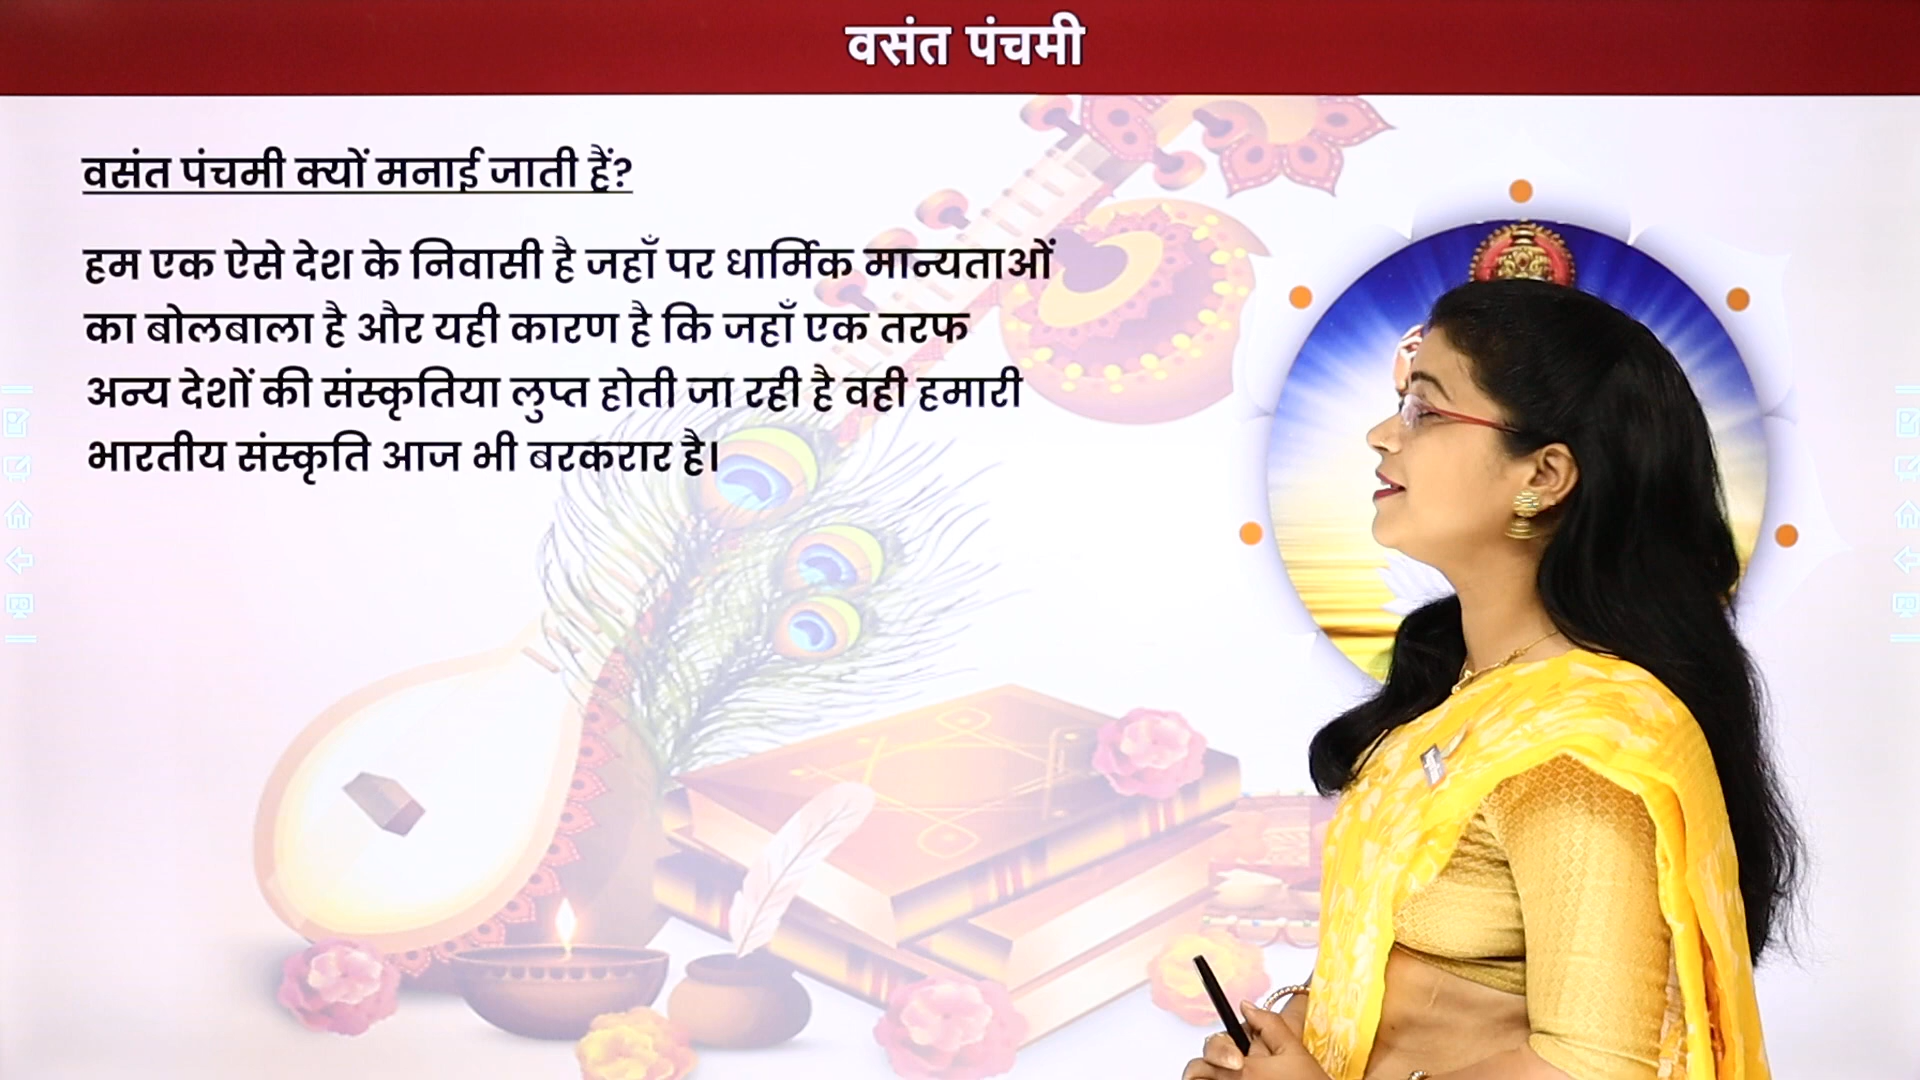 वसंत पंचमी
वसंत पंचमी क्यों मनाई जाती हैं?
हम एक ऐसे देश के निवासी है जहाँ पर धार्मिक मान्यताओं
का बोलबाला है और यही कारण है कि जहाँ एक तरफ
अन्य देशों की संस्कृतिया लुप्त होती जा रही है वही हमारी
भारतीय संस्कृति आज भी बरकरार है।